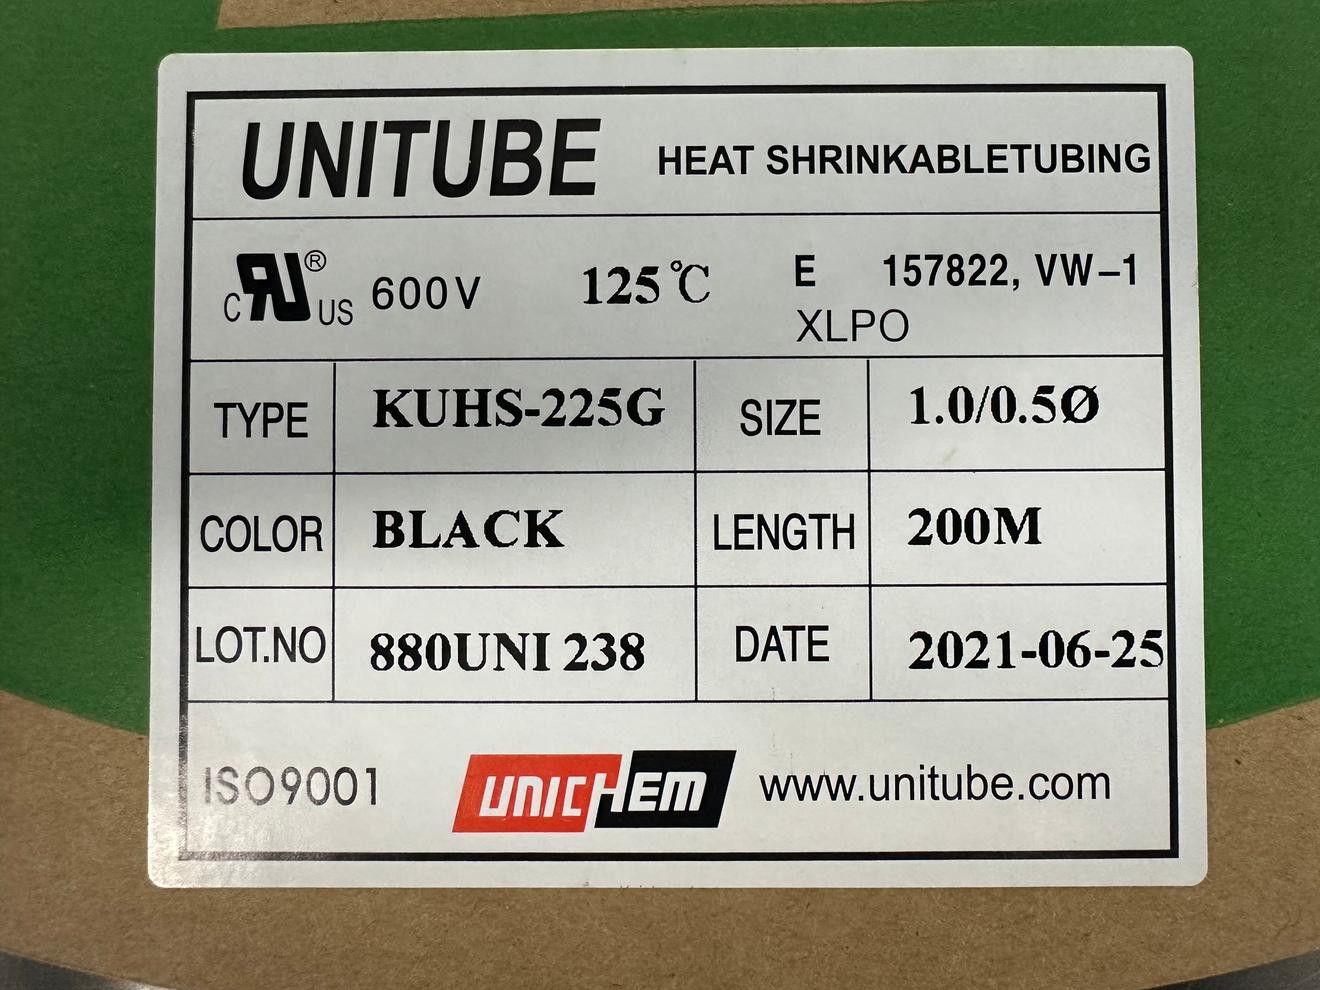 UNITUBE HEAT SHRINKABLETUBING
C RU® US 600V 125℃ E 157822, VW-1
XLPO
TYPE KUHS-225G SIZE 1.0/0.5Ø
COLOR BLACK LENGTH 200M
LOT.NO 880UNI 238 DATE 2021-06-25
ISO9001 UNICHEM www.unitube.com